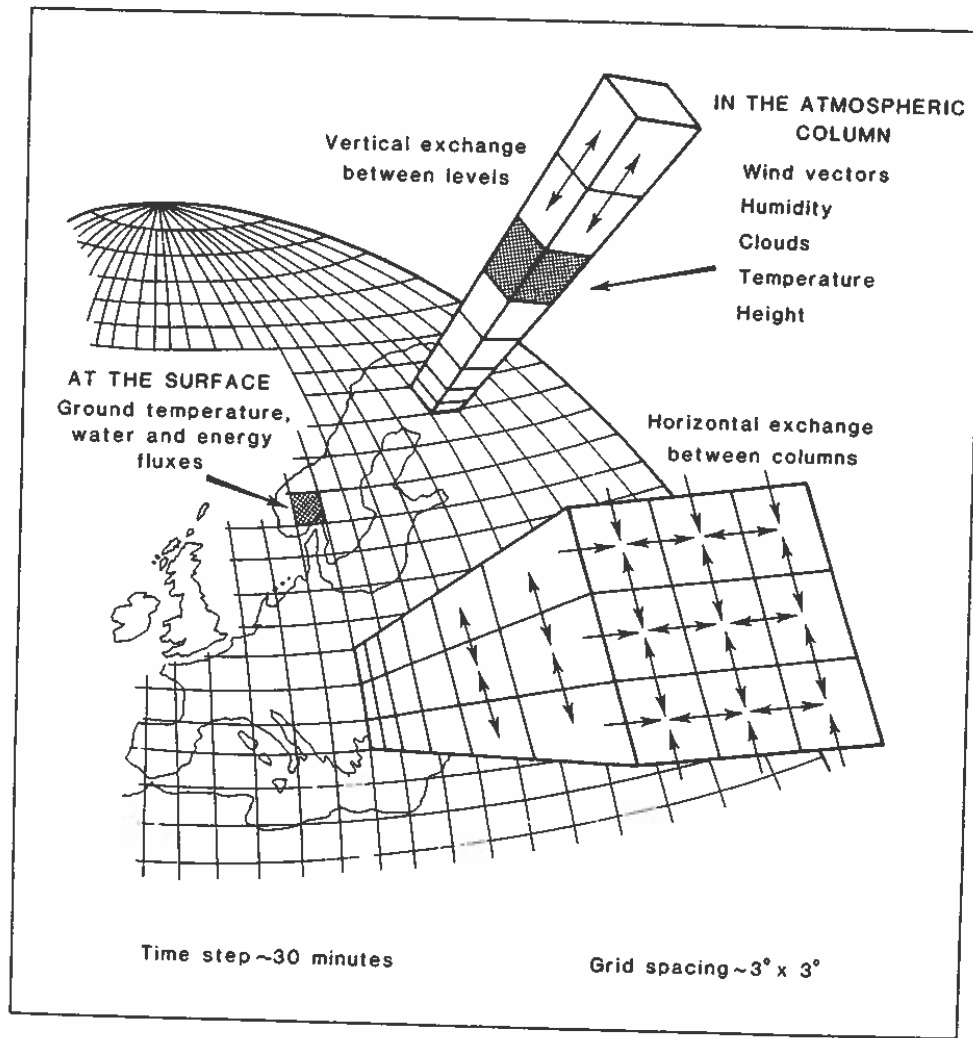 IN THE ATMOSPHERIC
COLUMN
Wind vectors
Humidity
Clouds
Temperature
Height
Vertical exchange
between levels
AT THE SURFACE
Ground temperature,
water and energy
fluxes
Horizontal exchange
between columns
Time step ~30 minutes
Grid spacing ~3° x 3°